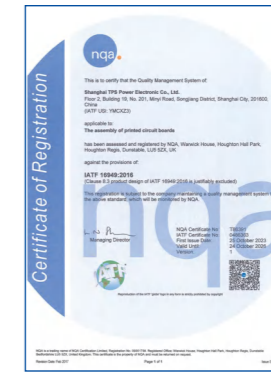 nqa.
Certificate of Registration
This is to certify that the Quality Management System of:
Shanghai TPS Power Electronic Co., Ltd.
Floor 2, Building 16, No. 201, Minyi Road, Songjiang District, Shanghai City, 201600,
China
(IATF USI: YMCXZ3)
applicable to:
The assembly of printed circuit boards
has been assessed and registered by NQA, Warwick House, Houghton Hall Park,
Houghton Regis, Dunstable, LU5 5ZX, UK
against the provisions of:
IATF 16949:2016
(Clause 8.3 product design of IATF 16949:2016 is justifiably excluded)
This registration is subject to the company maintaining a quality management system to
the above standard, which will be monitored by NQA.
Managing Director
NQA Certificate No:
IATF Certificate No:
First Issue Date: 25 October 2023
Valid Until: 24 October 2026
Version: 1
Page 1 of 1